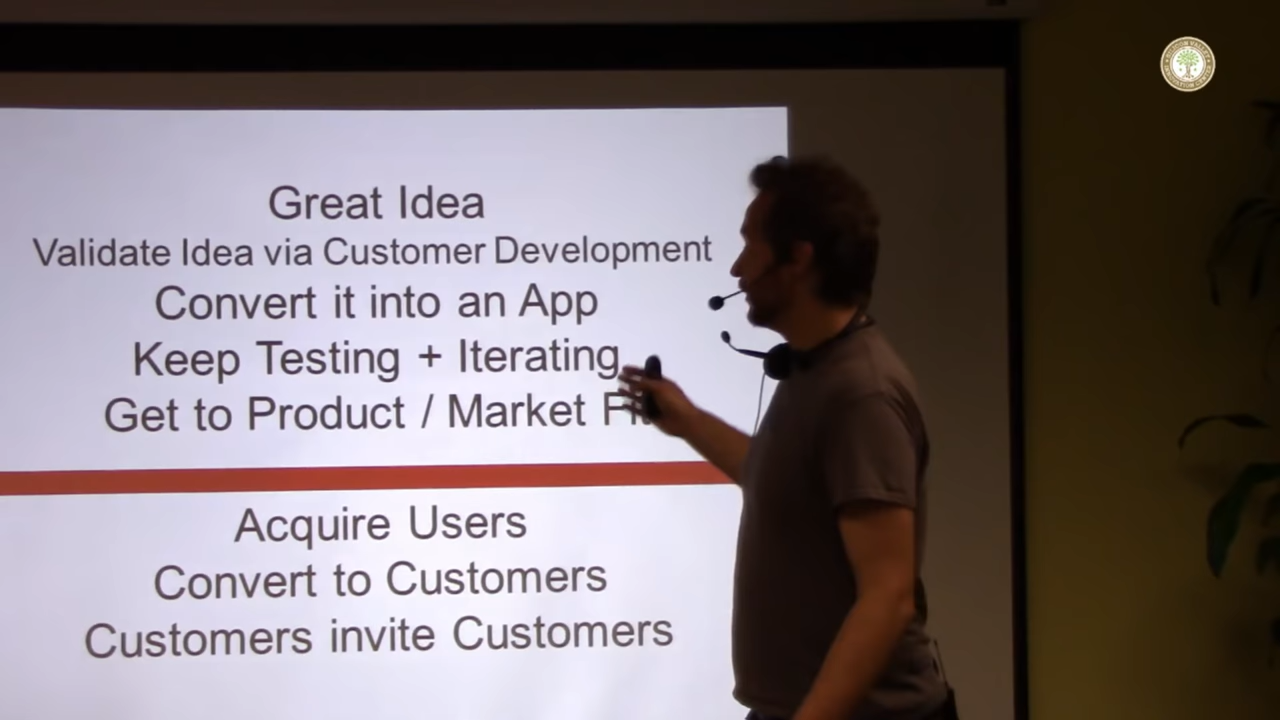 Great Idea
Validate Idea via Customer Development
Convert it into an App
Keep Testing + Iterating
Get to Product / Market Fit
Acquire Users
Convert to Customers
Customers invite Customers